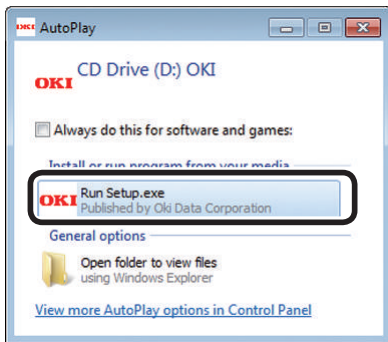 OKI AutoPlay
OKI CD Drive (D:) OKI
Always do this for software and games:
Install or run program from your media
OKI Run Setup.exe
Published by Oki Data Corporation
General options
Open folder to view files
using Windows Explorer
View more AutoPlay options in Control Panel